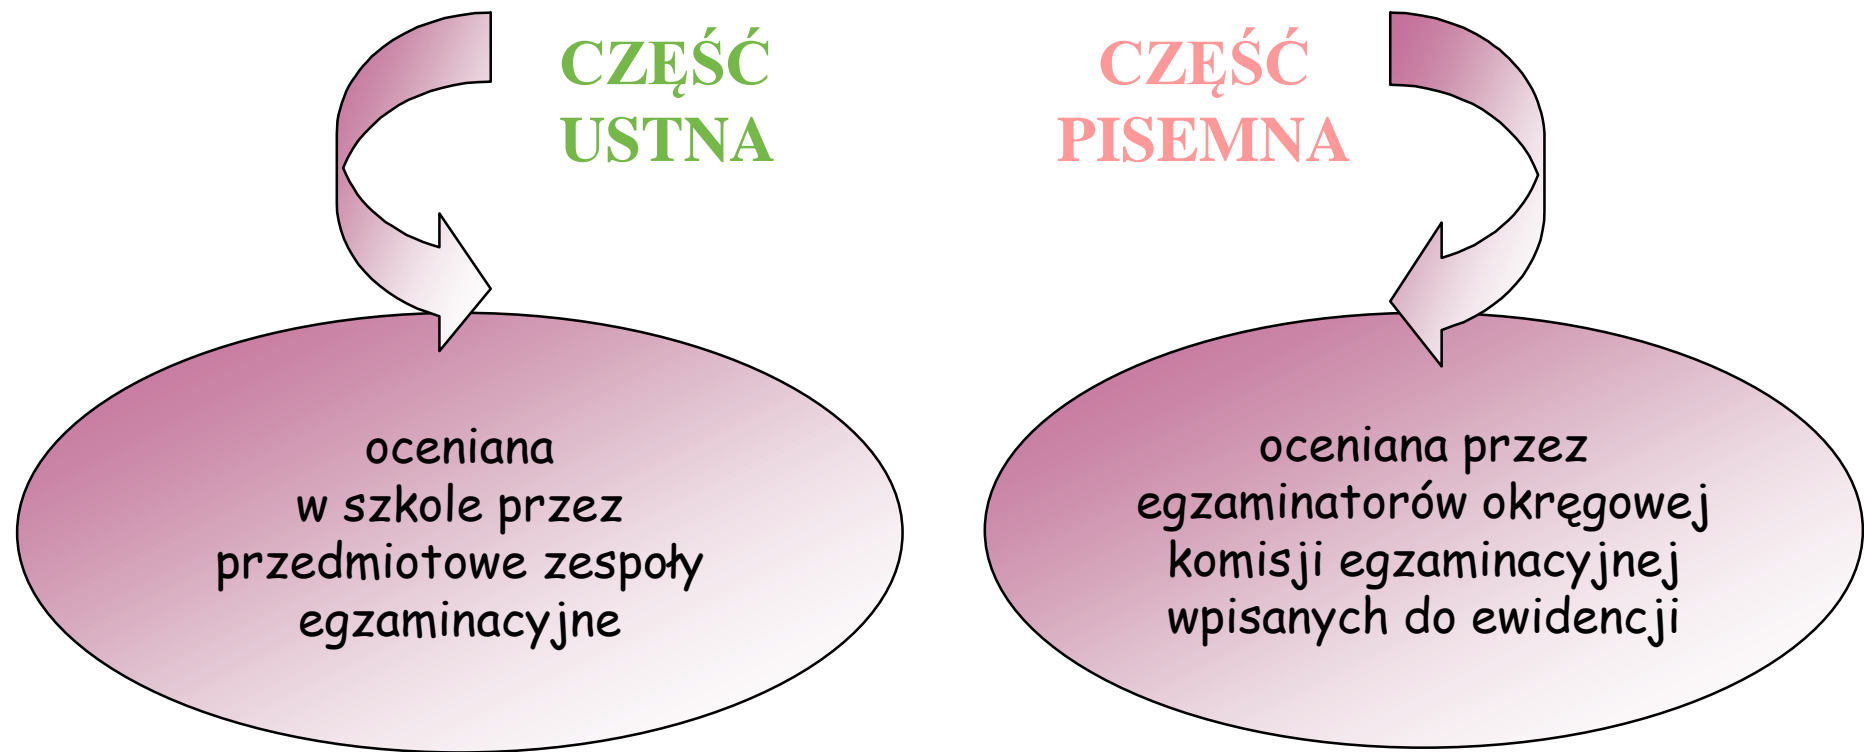 CZĘŚĆ
USTNA
oceniana
w szkole przez
przedmiotowe zespoły
egzaminacyjne
CZĘŚĆ
PISEMNA
oceniana przez
egzaminatorów okręgowej
komisji egzaminacyjnej
wpisanych do ewidencji